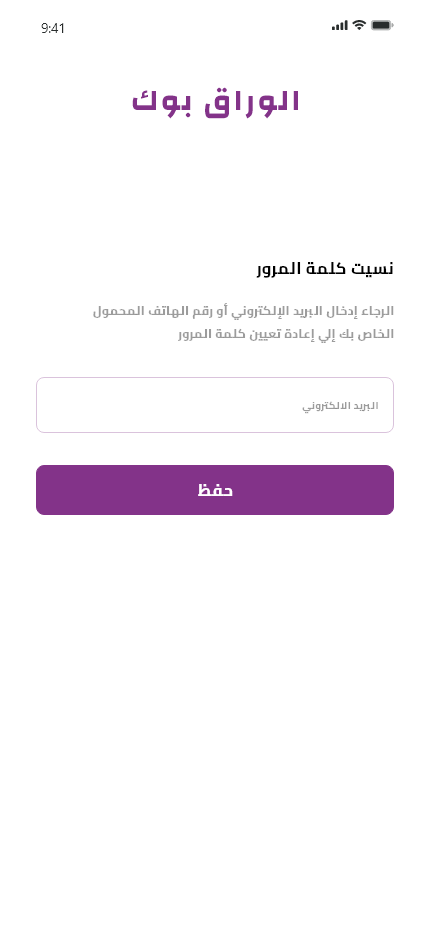 9:41
الوراق بوك
نسيت كلمة المرور
الرجاء إدخال البريد الإلكتروني أو رقم الهاتف المحمول
الخاص بك إلي إعادة تعيين كلمة المرور
البريد الالكتروني
حفظ